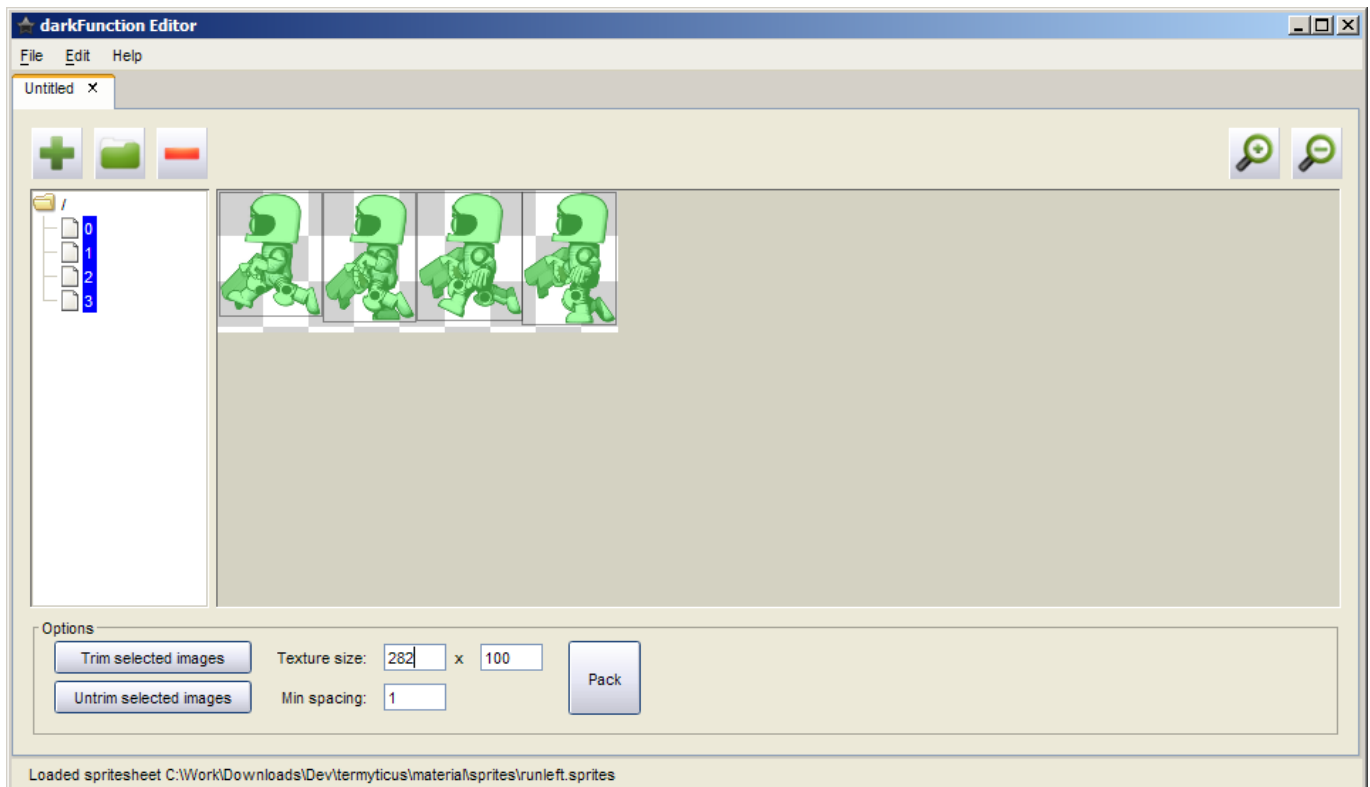 darkFunction Editor
File Edit Help
Untitled
/
0
1
2
3
Options
Trim selected images Texture size: 282 x 100
Pack
Untrim selected images Min spacing: 1
Loaded spritesheet C:\Work\Downloads\Dev\termyticus\material\sprites\runleft.sprites